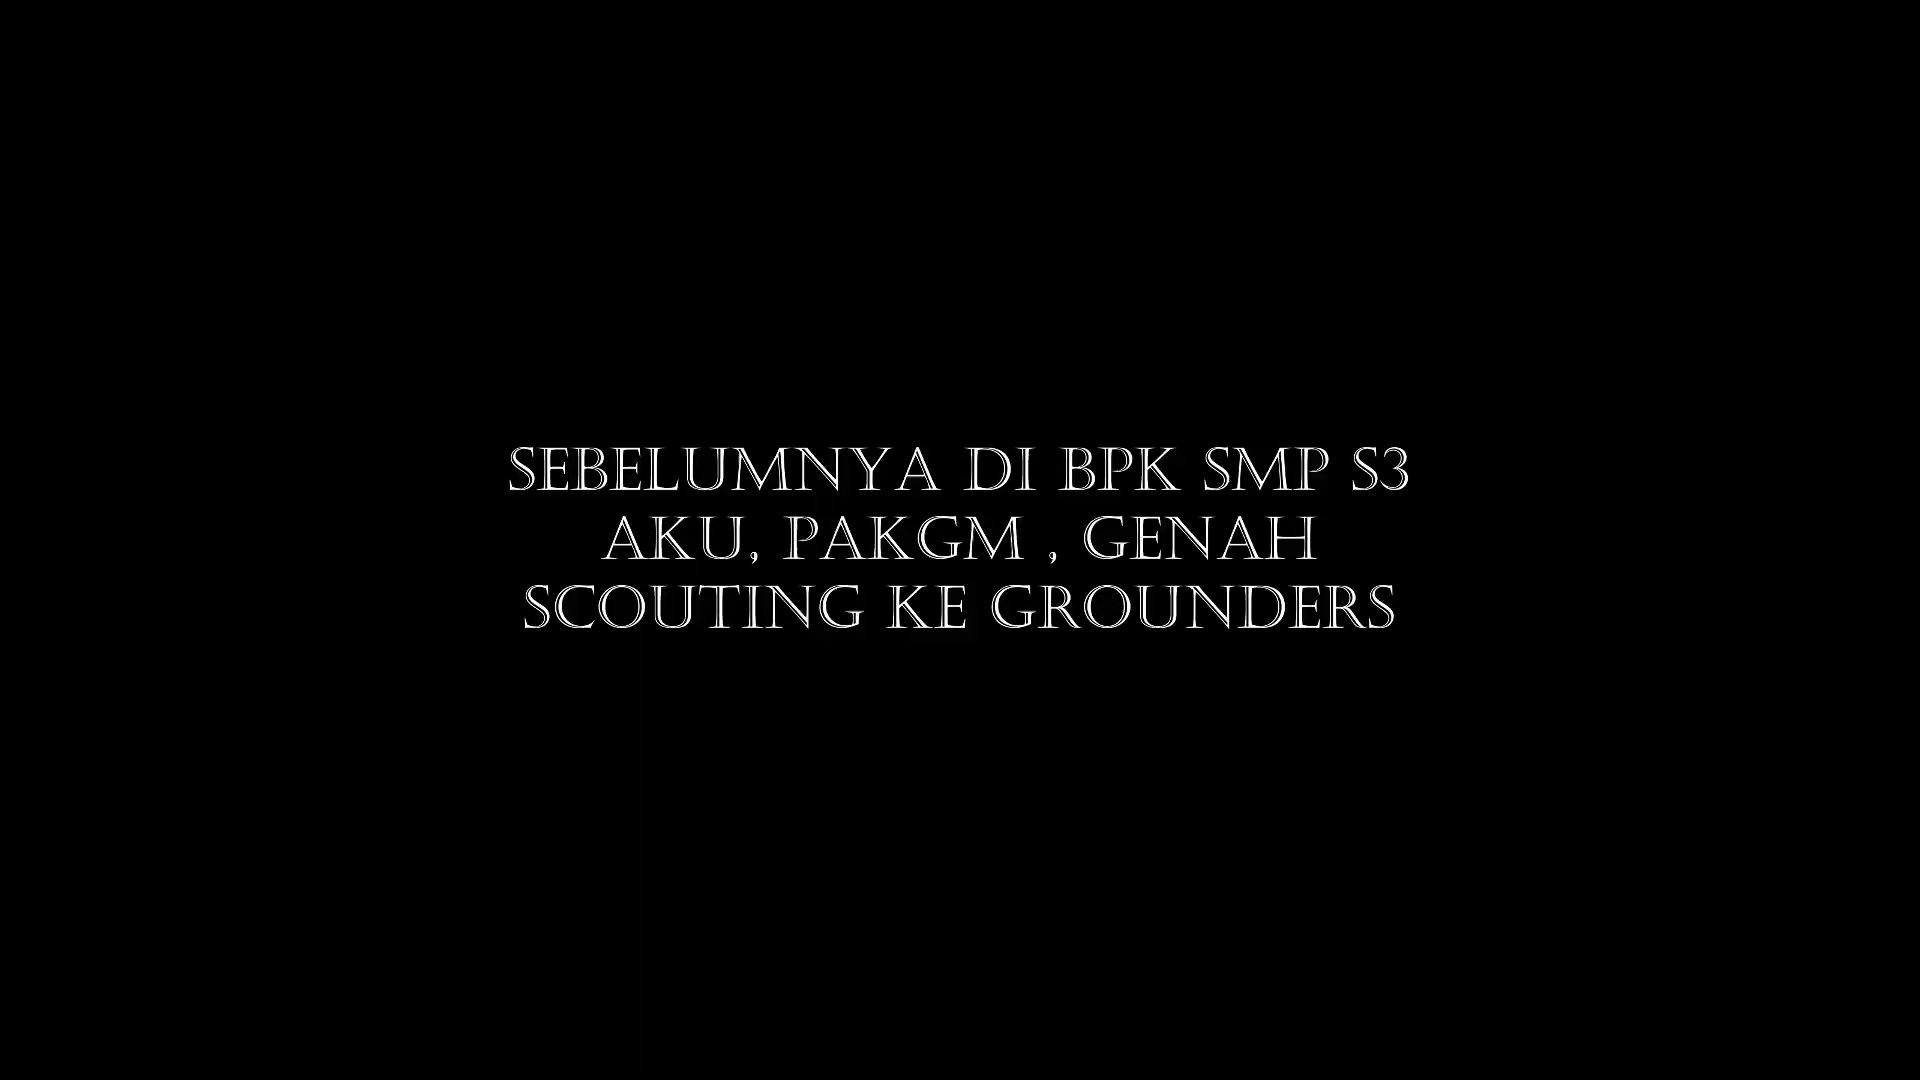 SEBELUMNYA DI BPK SMP S3
AKU, PAKGM , GENAH
SCOUTING KE GROUNDERS